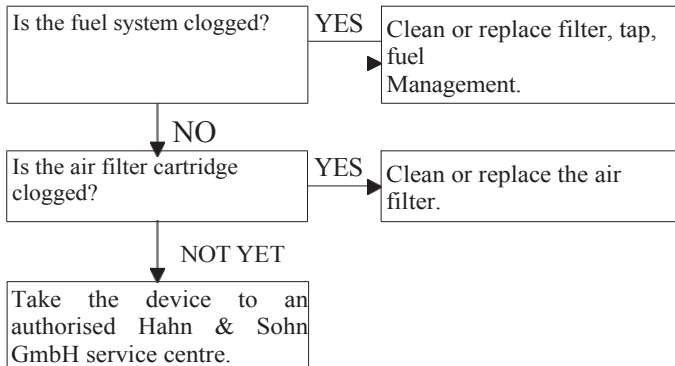 Is the fuel system clogged?
YES
Clean or replace filter, tap,
fuel
Management.
NO
Is the air filter cartridge
clogged?
YES
Clean or replace the air
filter.
NOT YET
Take the device to an
authorised Hahn & Sohn
GmbH service centre.